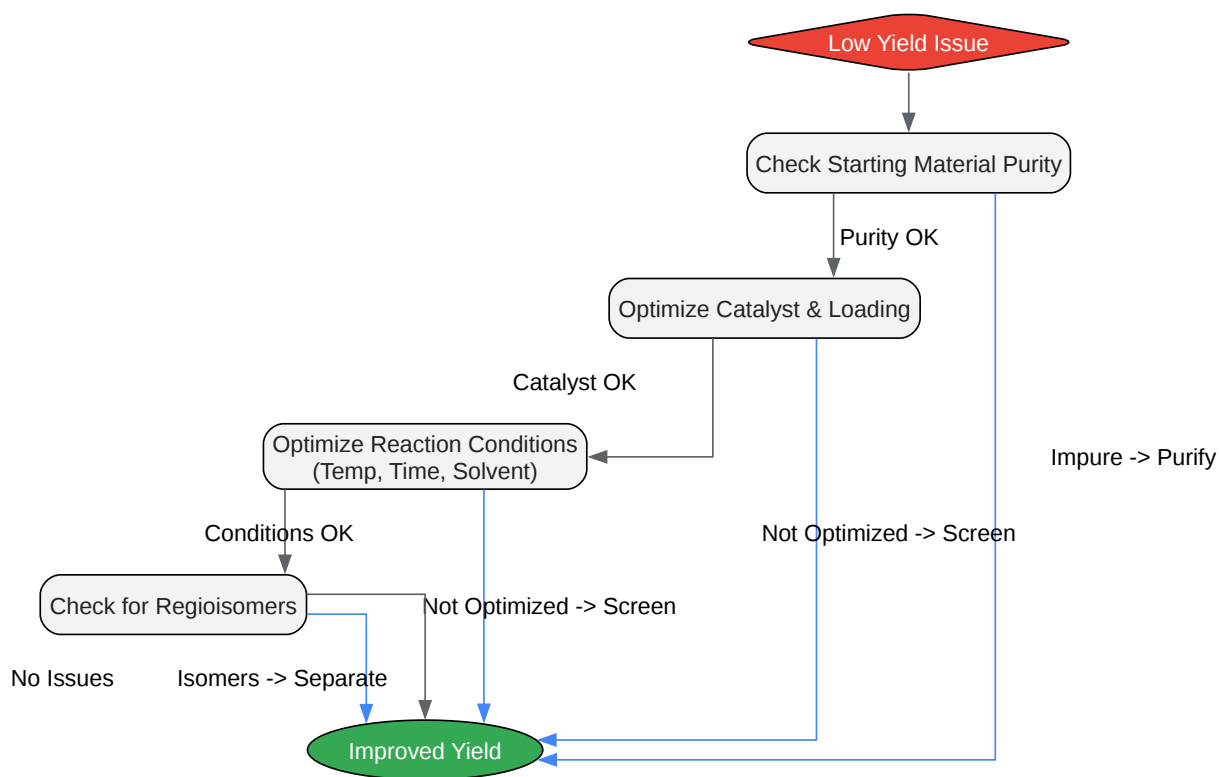 Low Yield Issue
Check Starting Material Purity
Purity OK
Optimize Catalyst & Loading
Catalyst OK
Optimize Reaction Conditions
(Temp, Time, Solvent)
Impure -> Purify
Conditions OK
Not Optimized -> Screen
Check for Regioisomers
Not Optimized -> Screen
No Issues
Isomers -> Separate
Improved Yield